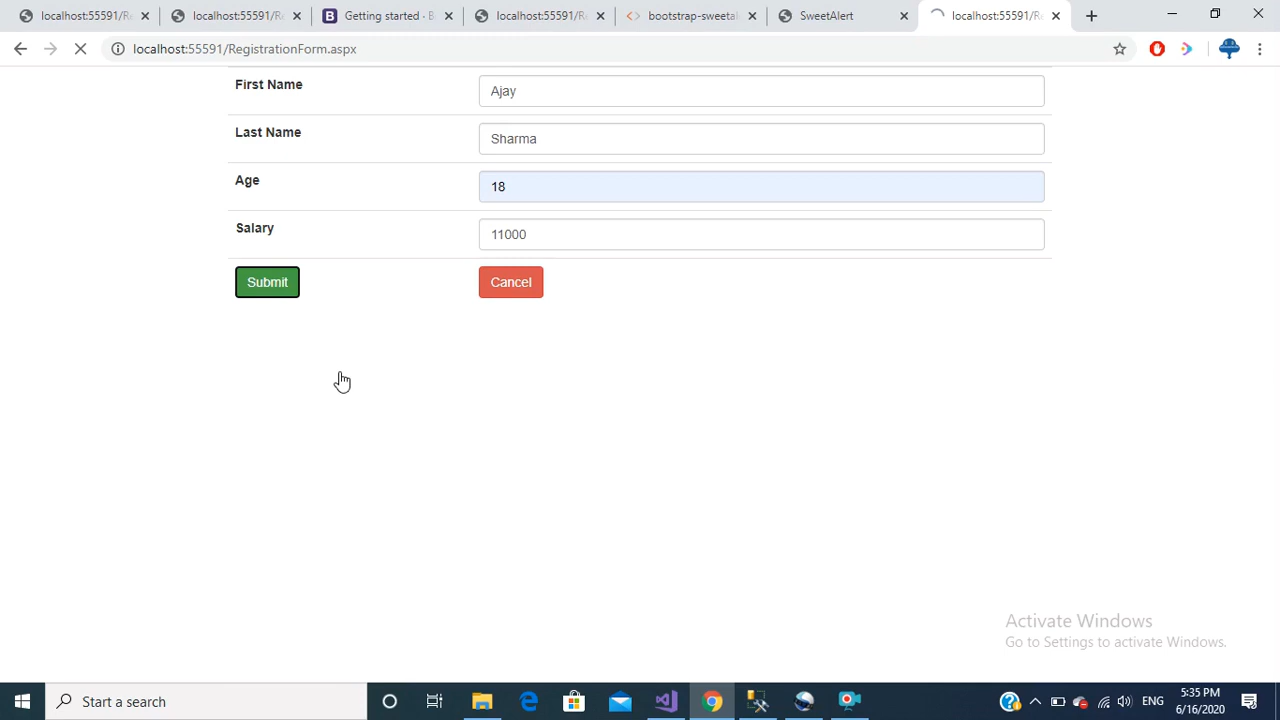 localhost:55591/R
localhost:55591/R
Getting started - B
localhost:55591/R
bootstrap-sweetal
SweetAlert
localhost:55591/R
localhost:55591/RegistrationForm.aspx
First Name
Ajay
Last Name
Sharma
Age
18
Salary
11000
Submit
Cancel
Activate Windows
Go to Settings to activate Windows.
Start a search
ENG
5:35 PM
6/16/2020